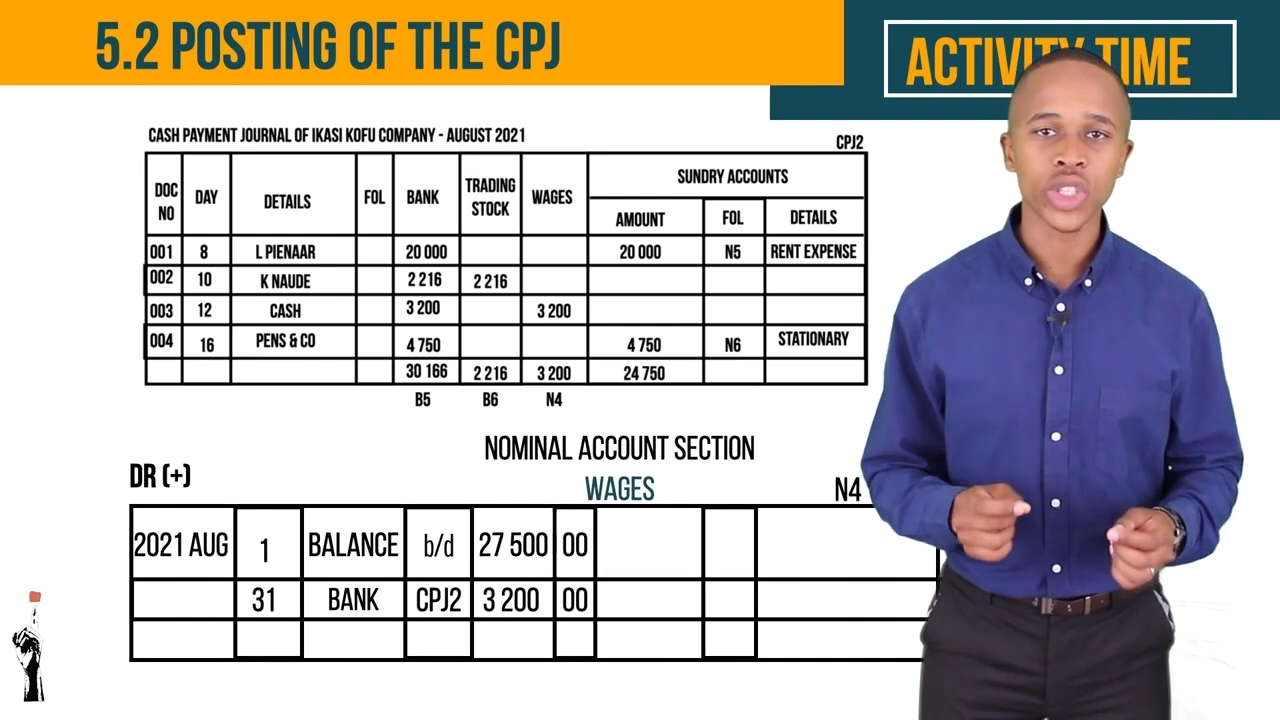 5.2 POSTING OF THE CPJ
ACTIVITY TIME
CASH PAYMENT JOURNAL OF IKASI KOFU COMPANY - AUGUST 2021
CPJ2
DOC NO DAY DETAILS FOL BANK TRADING STOCK WAGES SUNDRY ACCOUNTS
AMOUNT FOL DETAILS
001 8 L PIENAAR 20 000 20 000 N5 RENT EXPENSE
002 10 K NAUDE 2 216 2 216
003 12 CASH 3 200 3 200
004 16 PENS & CO 4 750 4 750 N6 STATIONARY
30 166 2 216 3 200 24 750
B5 B6 N4
NOMINAL ACCOUNT SECTION
DR (+) WAGES N4
2021 AUG 1 BALANCE b/d 27 500 00
31 BANK CPJ2 3 200 00